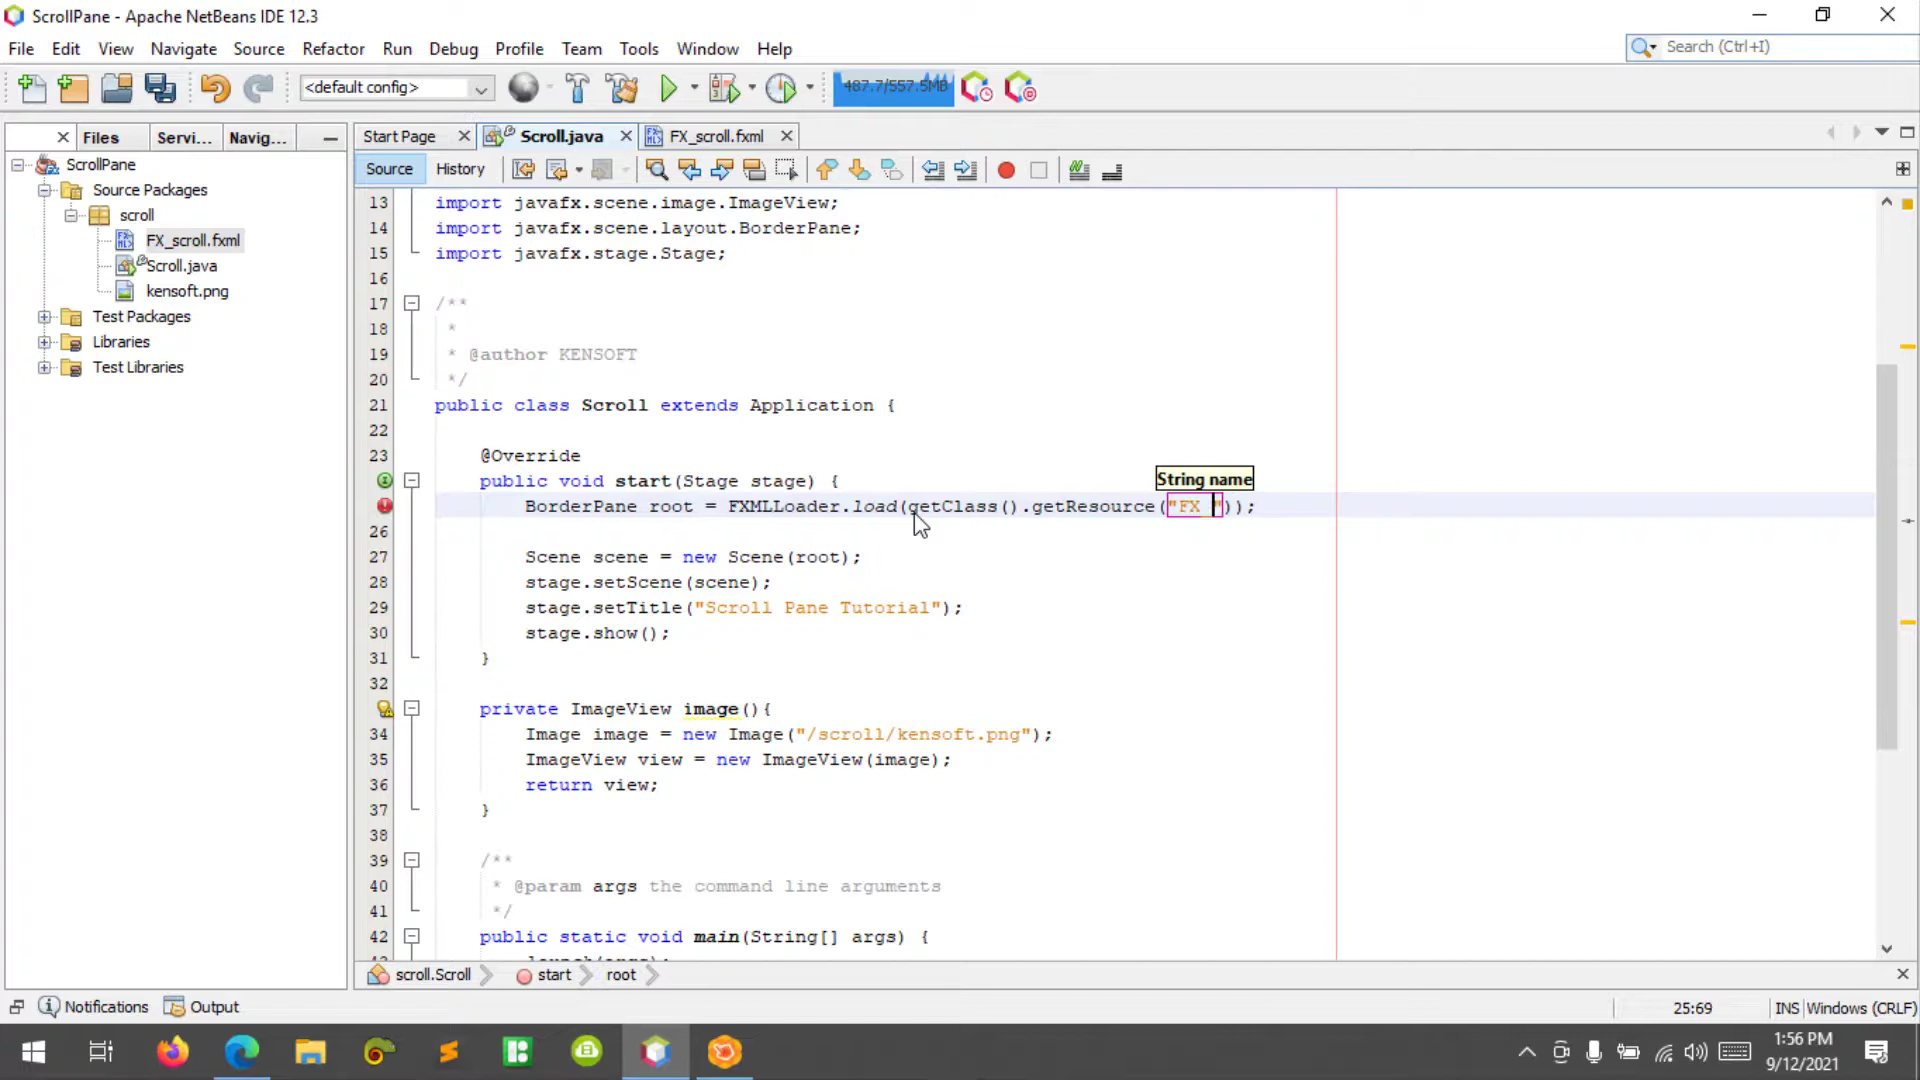 ScrollPane - Apache NetBeans IDE 12.3
File Edit View Navigate Source Refactor Run Debug Profile Team Tools Window Help
Search (Ctrl+I)
<default config>
487.7/557.5MB
Files Servi... Navig...
Start Page Scroll.java FX_scroll.fxml
Source History
ScrollPane
Source Packages
scroll
FX_scroll.fxml
Scroll.java
kensoft.png
Test Packages
Libraries
Test Libraries
13 import javafx.scene.image.ImageView;
14 import javafx.scene.layout.BorderPane;
15 import javafx.stage.Stage;
16
17 /**
18 *
19 * @author KENSOFT
20 */
21 public class Scroll extends Application {
22
23 @Override
String name
public void start(Stage stage) {
BorderPane root = FXMLLoader.load(getClass().getResource("FX_"));
26
27 Scene scene = new Scene(root);
28 stage.setScene(scene);
29 stage.setTitle("Scroll Pane Tutorial");
30 stage.show();
31 }
32
private ImageView image(){
34 Image image = new Image("/scroll/kensoft.png");
35 ImageView view = new ImageView(image);
36 return view;
37 }
38
39 /**
40 * @param args the command line arguments
41 */
42 public static void main(String[] args) {
launch(args);
scroll.Scroll start root
Notifications Output
25:69 INS Windows (CRLF)
1:56 PM
9/12/2021